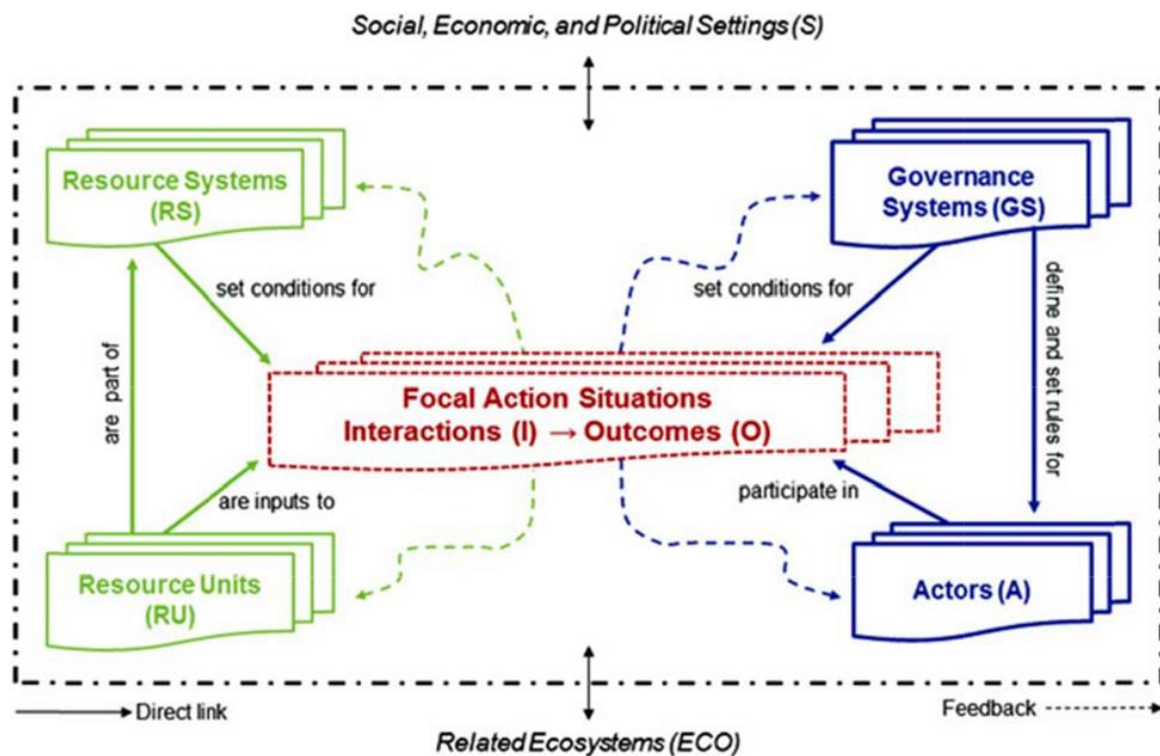 Social, Economic, and Political Settings (S)
Resource Systems
(RS)
Governance
Systems (GS)
set conditions for
set conditions for
define and set rules for
are part of
Focal Action Situations
Interactions (I) → Outcomes (O)
are inputs to
participate in
Resource Units
(RU)
Actors (A)
Direct link
Feedback
Related Ecosystems (ECO)